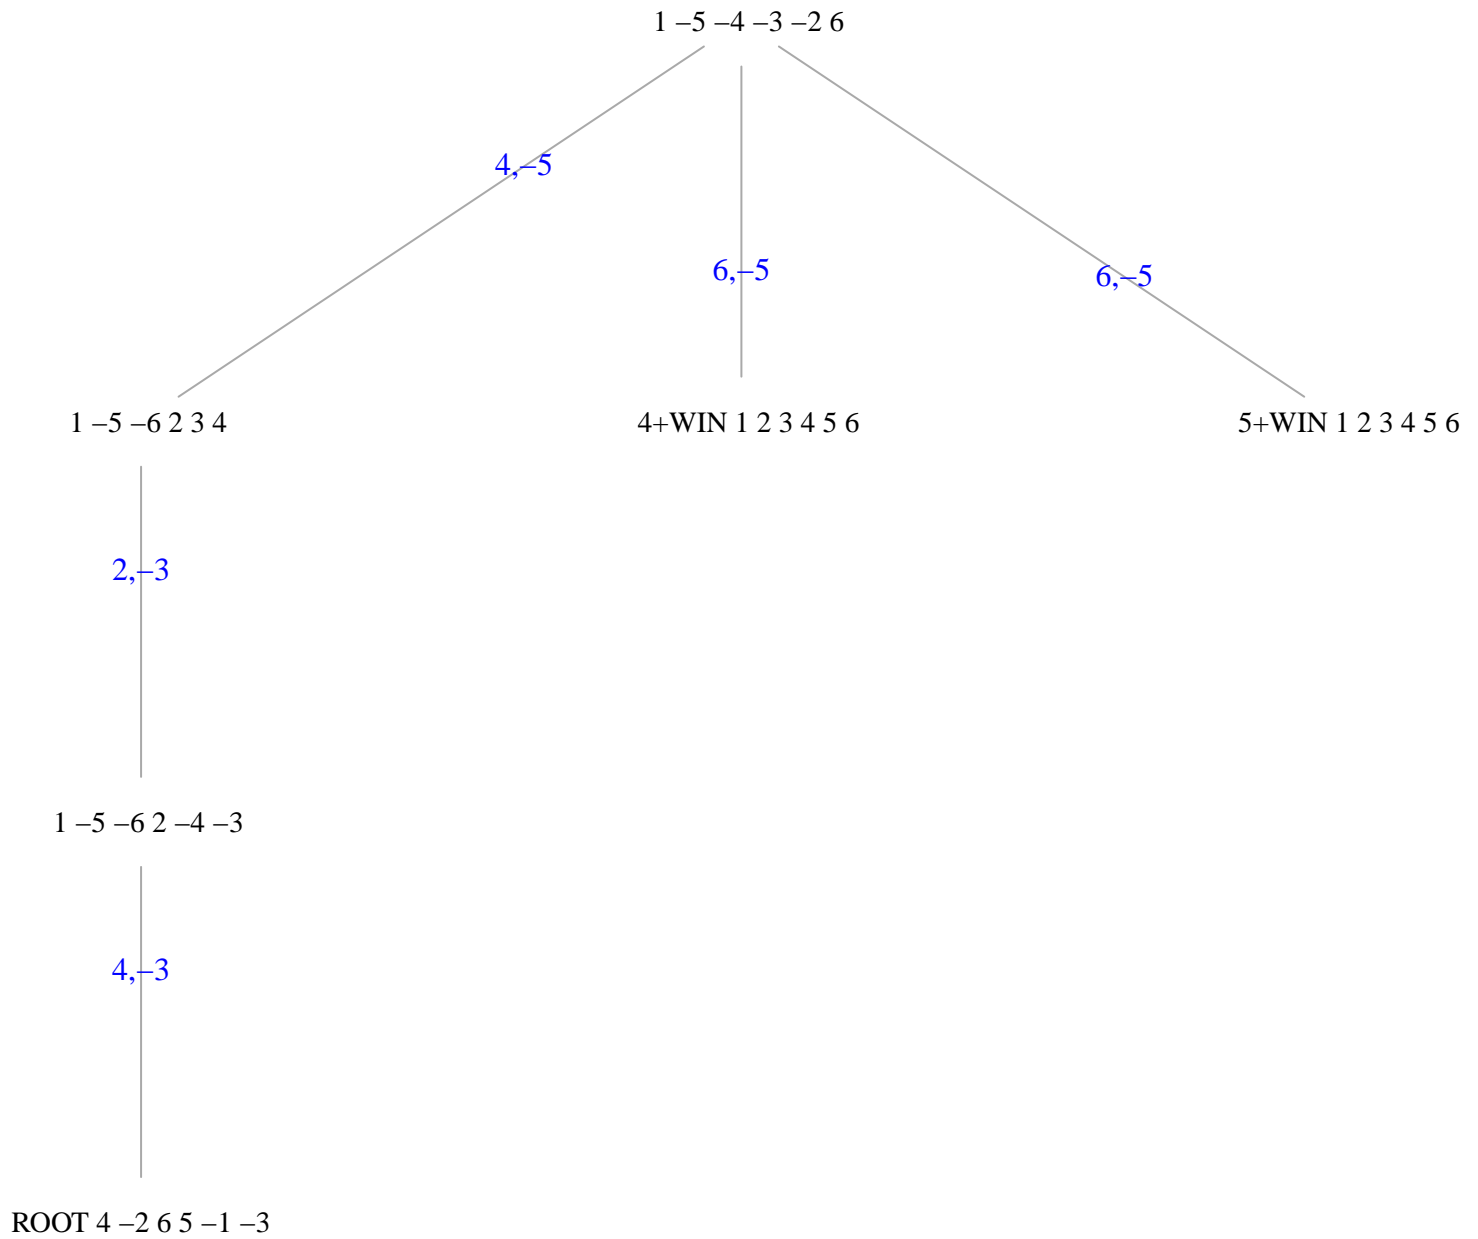 1 –5 –4 –3 –2 6
4,–5
6,–5
6,–5
1 –5 –6 2 3 4
4+WIN 1 2 3 4 5 6
5+WIN 1 2 3 4 5 6
2,–3
1 –5 –6 2 –4 –3
4,–3
ROOT 4 –2 6 5 –1 –3